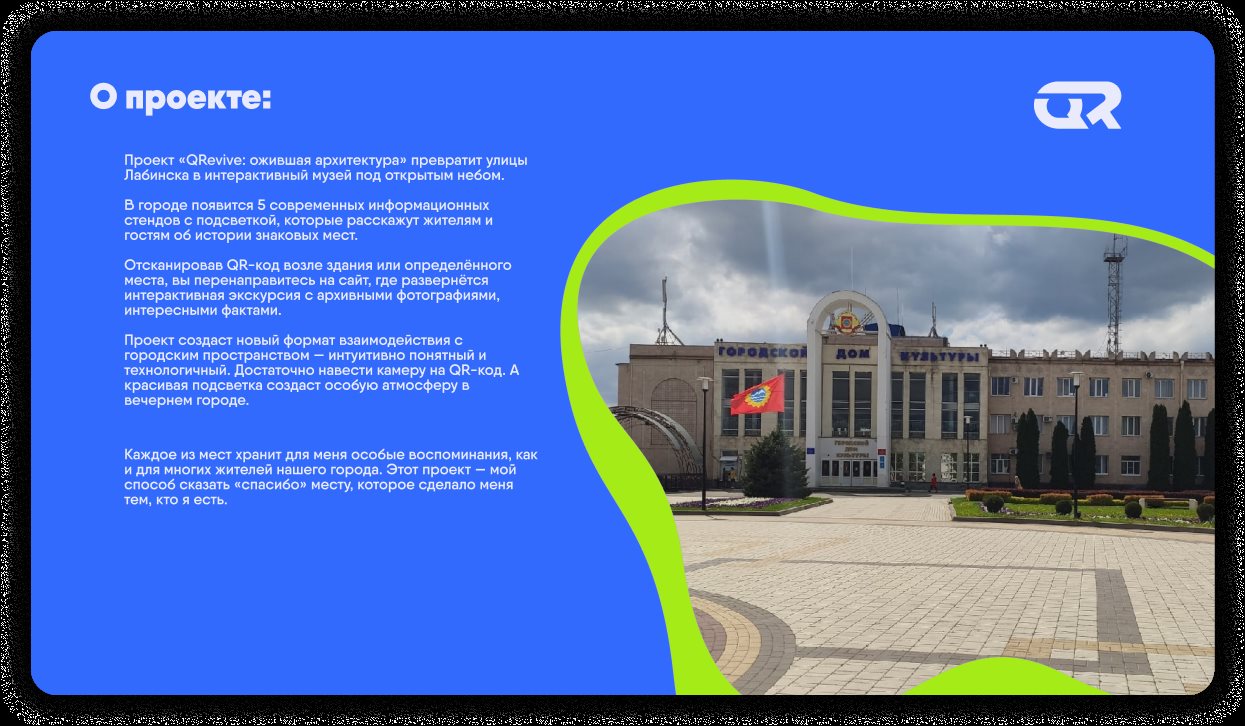 О проекте:
QR
Проект «QRevive: ожившая архитектура» превратит улицы
Лабинска в интерактивный музей под открытым небом.
В городе появится 5 современных информационных
стендов с подсветкой, которые расскажут жителям и
гостям об истории знаковых мест.
Отсканировав QR-код возле здания или определённого
места, вы перенаправитесь на сайт, где развернётся
интерактивная экскурсия с архивными фотографиями,
интересными фактами.
Проект создаст новый формат взаимодействия с
городским пространством — интуитивно понятный и
технологичный. Достаточно навести камеру на QR-код. А
красивая подсветка создаст особую атмосферу в
вечернем городе.
Каждое из мест хранит для меня особые воспоминания, как
и для многих жителей нашего города. Этот проект — мой
способ сказать «спасибо» месту, которое сделало меня
тем, кто я есть.
ГОРОДСКОЙ ДОМ КУЛЬТУРЫ
ГОРОДСКОЙ
ДОМ
КУЛЬТУРЫ